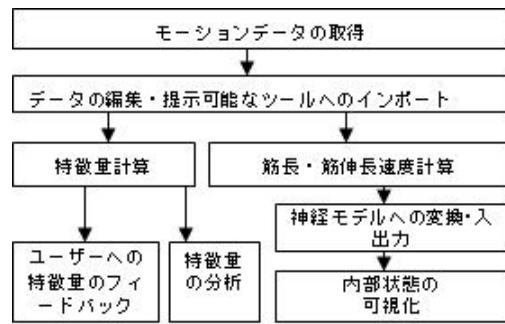 モーションデータの取得
データの編集・提示可能なツールへのインポート
特徴量計算
筋長・筋伸長速度計算
神経モデルへの変換・入
出力
ユーザーへの
特徴量のフィ
ードバック
特徴量
の分析
内部状態の
可視化